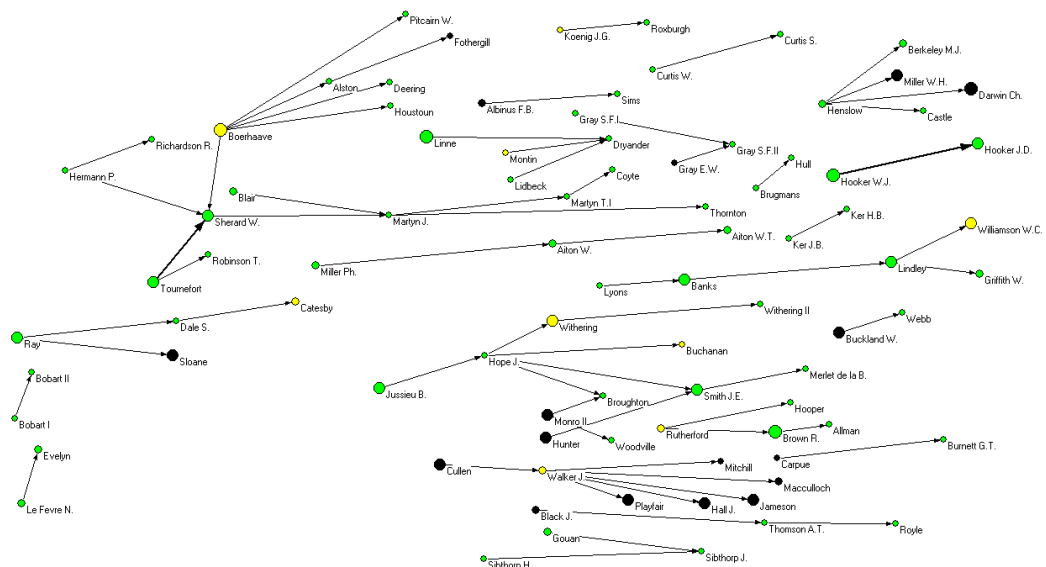 Pitcairn W.
Koenig J.G.
Roxburgh
Fothergill
Curtis S.
Berkeley M.J.
Curtis W.
Alston
Deering
Miller W.H.
Darwin Ch.
Houstoun
Albinus F.B.
Sims
Henslow
Castle
Gray S.F.I
Boerhaave
Linne
Dryander
Gray S.F.II
Richardson R.
Montin
Gray E.W.
Hull
Hooker J.D.
Hermann P.
Lidbeck
Coyte
Brugmans
Hooker W.J.
Blair
Martyn T.I
Sherard W.
Martyn J.
Thornton
Ker H.B.
Williamson W.C.
Aiton W.T.
Ker J.B.
Robinson T.
Aiton W.
Miller Ph.
Lindley
Griffith W.
Tournefort
Lyons
Banks
Catesby
Withering II
Webb
Dale S.
Withering
Buckland W.
Ray
Sloane
Hope J.
Buchanan
Bobart II
Jussieu B.
Smith J.E.
Merlet de la B.
Broughton
Hooper
Bobart I
Monro II
Hunter
Woodville
Rutherford
Brown R.
Allman
Evelyn
Cullen
Mitchill
Carpue
Burnett G.T.
Walker J.
Macculloch
Le Fevre N.
Playfair
Hall J.
Jameson
Black J.
Thomson A.T.
Royle
Gouan
Sibthorp H.
Sibthorp J.